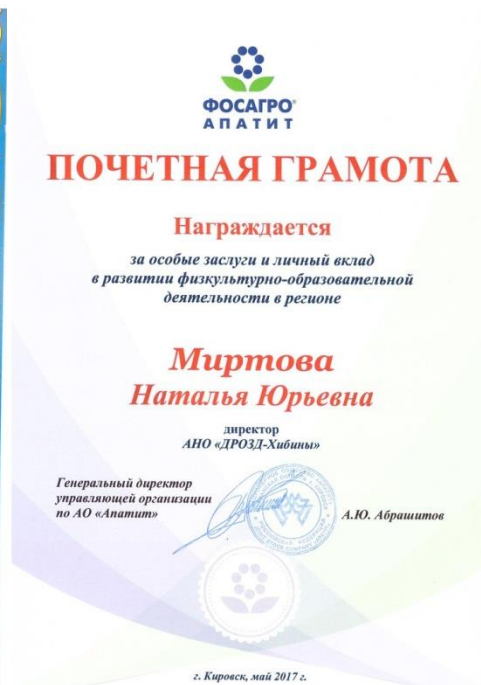 ФОСАГРО®
АПАТИТ
ПОЧЕТНАЯ ГРАМОТА
Награждается
за особые заслуги и личный вклад
в развитии физкультурно-образовательной
деятельности в регионе
Миртова
Наталья Юрьевна
директор
АНО «ДРОЗД-Хибины»
Генеральный директор
управляющей организации
по АО «Апатит»
А.Ю. Абрашитов
г. Кировск, май 2017 г.